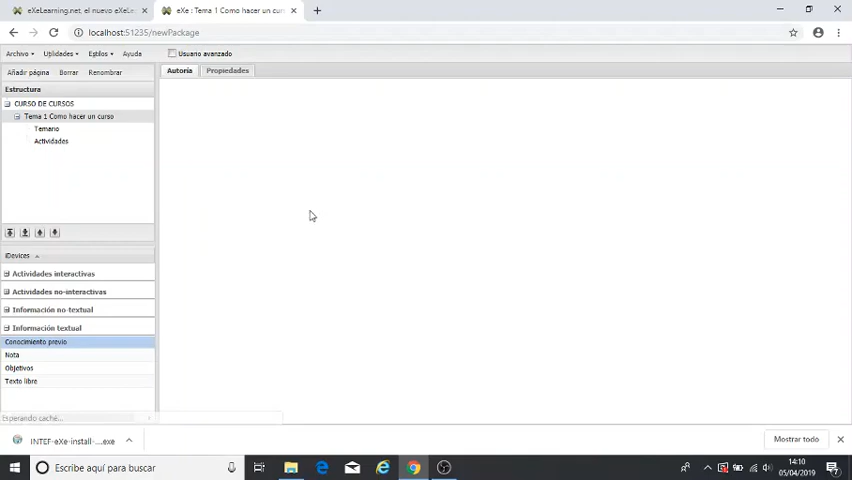 eXeLearning.net, el nuevo eXeLe
eXe : Tema 1 Como hacer un cur
localhost:51235/newPackage
Archivo Utilidades Estilos Ayuda Usuario avanzado
Añadir página Borrar Renombrar Autoría Propiedades
Estructura
CURSO DE CURSOS
Tema 1 Como hacer un curso
Temario
Actividades
iDevices
Actividades interactivas
Actividades no-interactivas
Información no-textual
Información textual
Conocimiento previo
Nota
Objetivos
Texto libre
Esperando caché...
INTEF-eXe-install-....exe Mostrar todo
Escribe aquí para buscar
14:10
05/04/2019
7